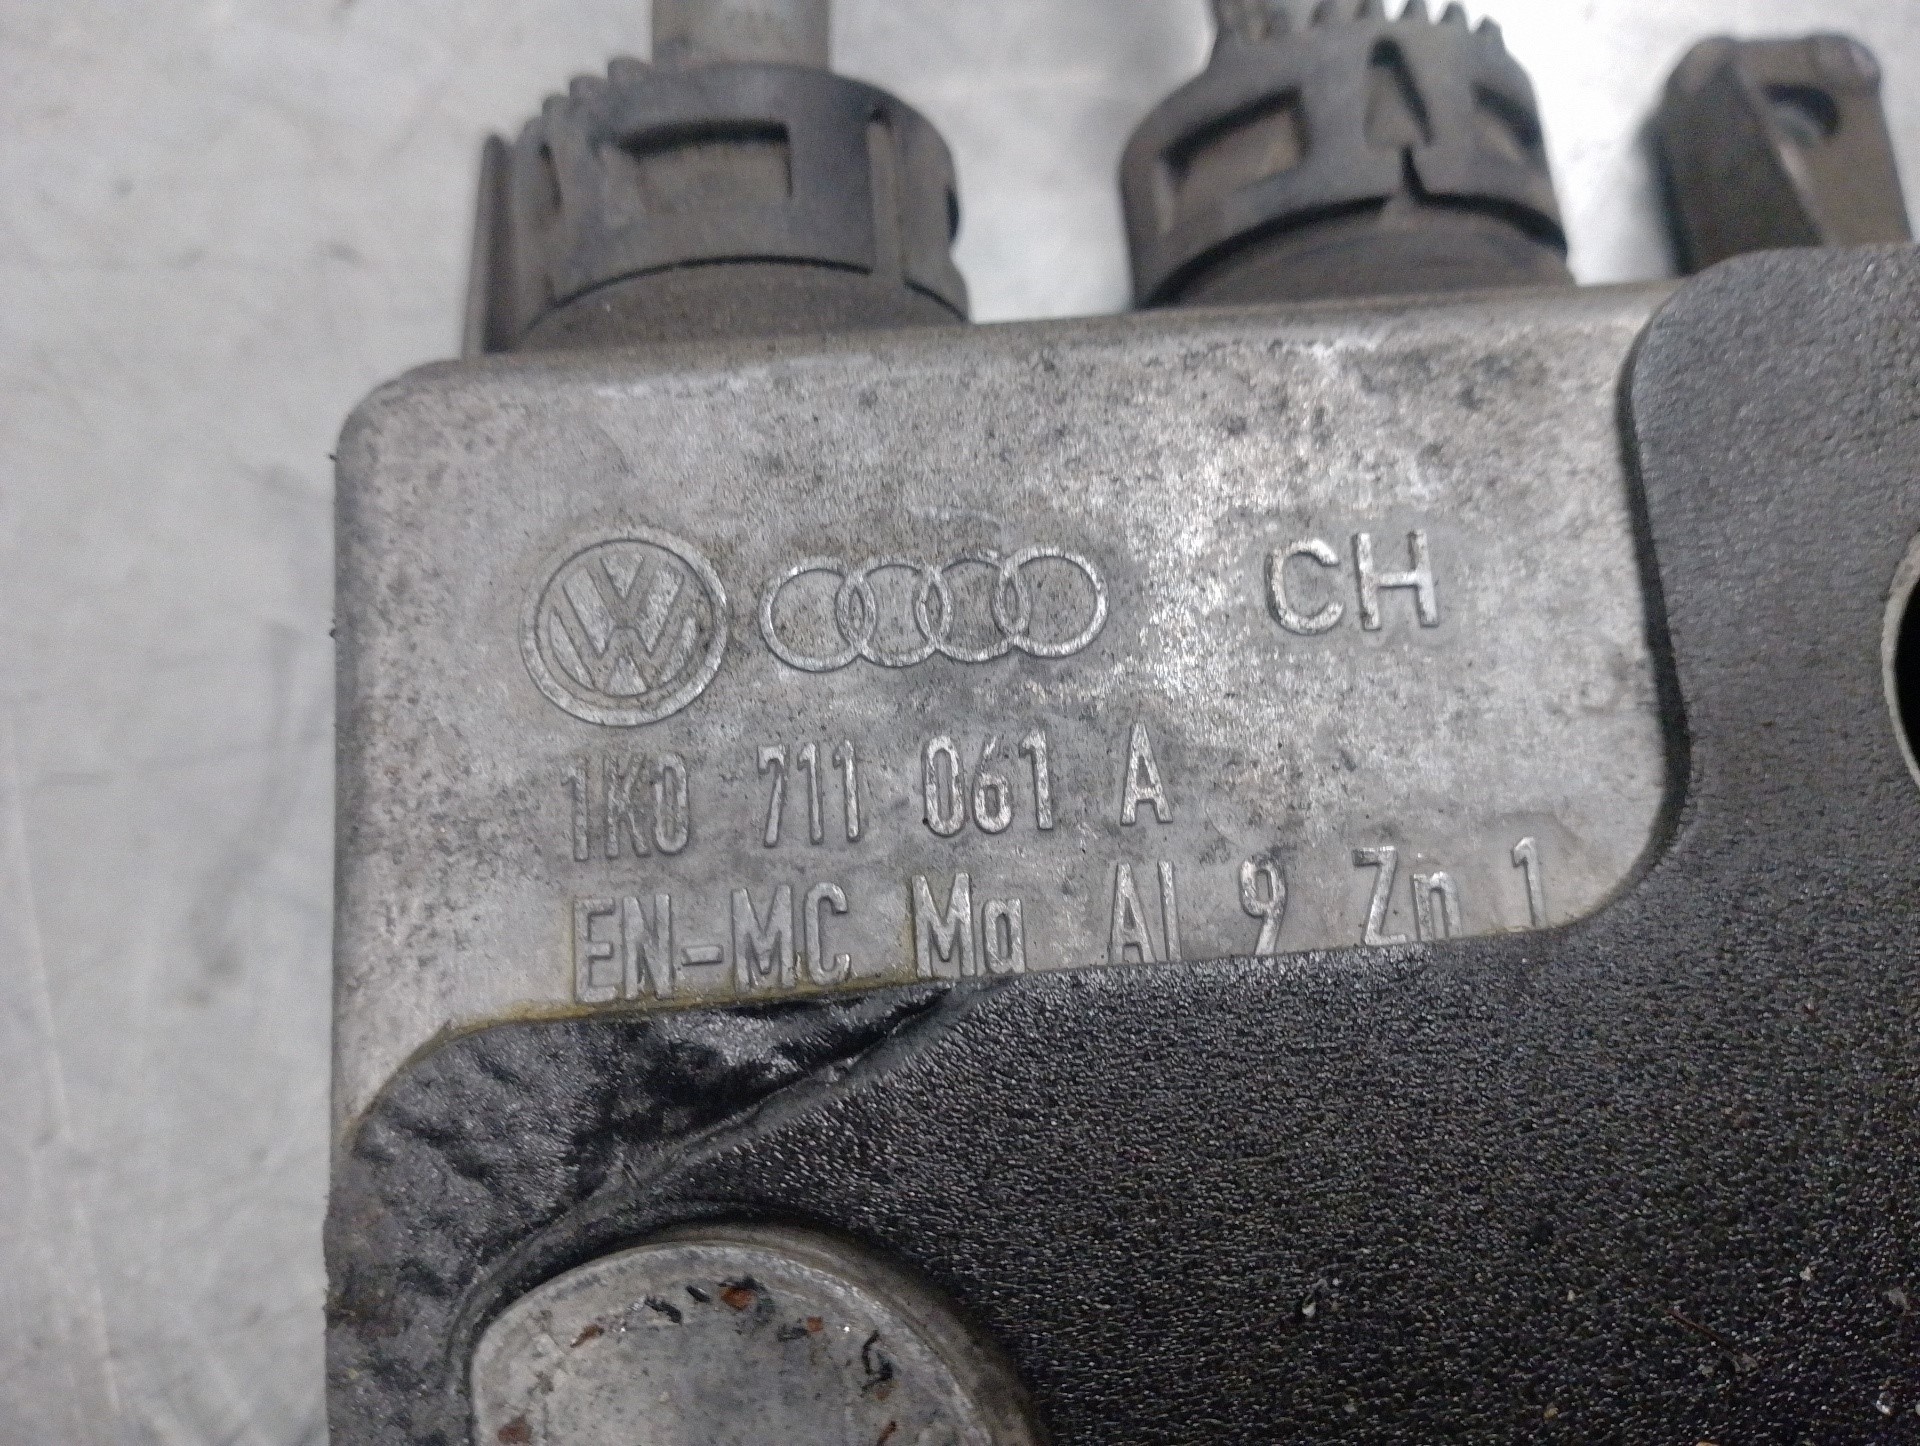 CH
1K0 711 061 A
EN-MC Mg Al 9 Zn 1